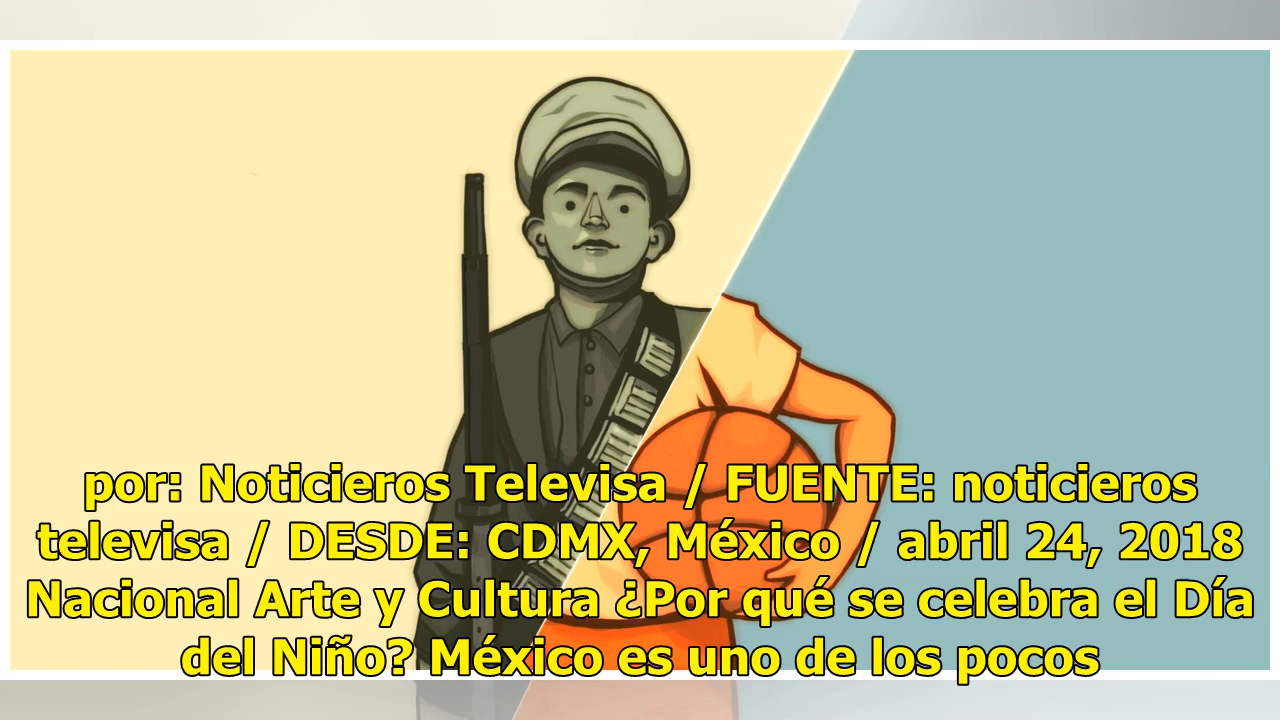 por: Noticieros Televisa / FUENTE: noticieros
televisa / DESDE: CDMX, México / abril 24, 2018
Nacional Arte y Cultura ¿Por qué se celebra el Día
del Niño? México es uno de los pocos